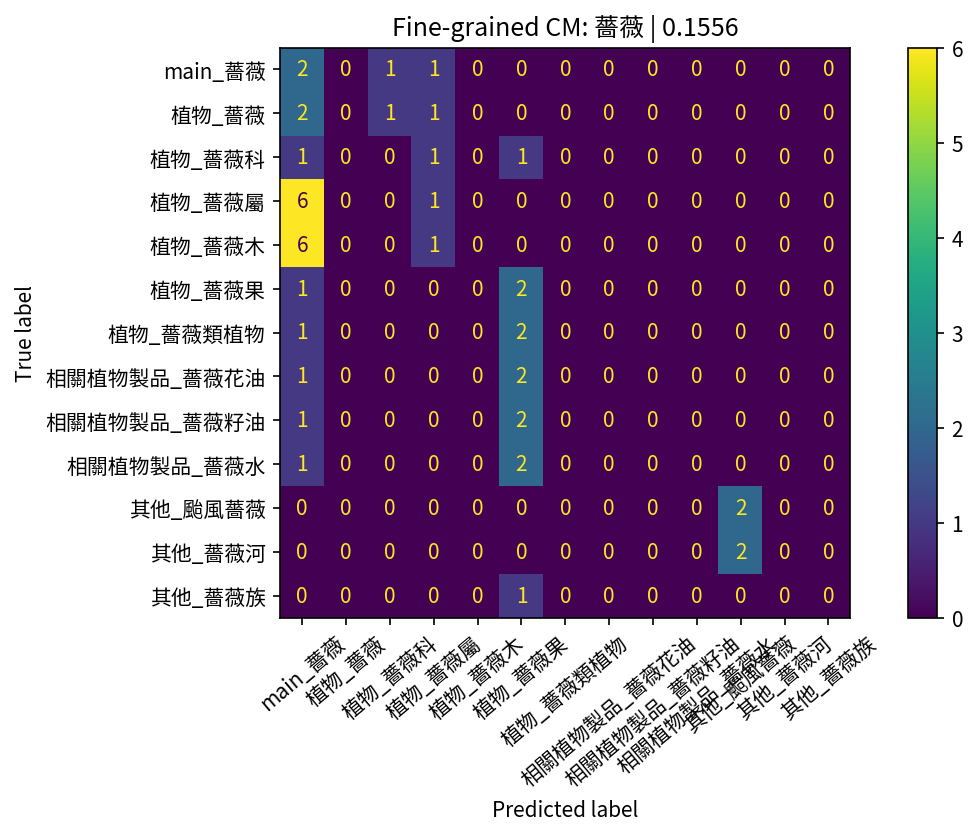 Fine-grained CM: 薔薇 | 0.1556
main_薔薇 2 0 1 1 0 0 0 0 0 0 0 0 0
植物_薔薇 2 0 1 1 0 0 0 0 0 0 0 0 0
植物_薔薇科 1 0 0 1 0 1 0 0 0 0 0 0 0
植物_薔薇屬 6 0 0 1 0 0 0 0 0 0 0 0 0
植物_薔薇木 6 0 0 1 0 0 0 0 0 0 0 0 0
植物_薔薇果 1 0 0 0 0 2 0 0 0 0 0 0 0
植物_薔薇類植物 1 0 0 0 0 2 0 0 0 0 0 0 0
相關植物製品_薔薇花油 1 0 0 0 0 2 0 0 0 0 0 0 0
相關植物製品_薔薇籽油 1 0 0 0 0 2 0 0 0 0 0 0 0
相關植物製品_薔薇水 1 0 0 0 0 2 0 0 0 0 0 0 0
其他_颱風薔薇 0 0 0 0 0 0 0 0 0 0 2 0 0
其他_薔薇河 0 0 0 0 0 0 0 0 0 0 2 0 0
其他_薔薇族 0 0 0 0 0 1 0 0 0 0 0 0 0
True label
main_薔薇
植物_薔薇
植物_薔薇科
植物_薔薇屬
植物_薔薇木
植物_薔薇果
植物_薔薇類植物
相關植物製品_薔薇花油
相關植物製品_薔薇籽油
相關植物製品_薔薇水
其他_颱風薔薇
其他_薔薇河
其他_薔薇族
Predicted label
6
5
4
3
2
1
0